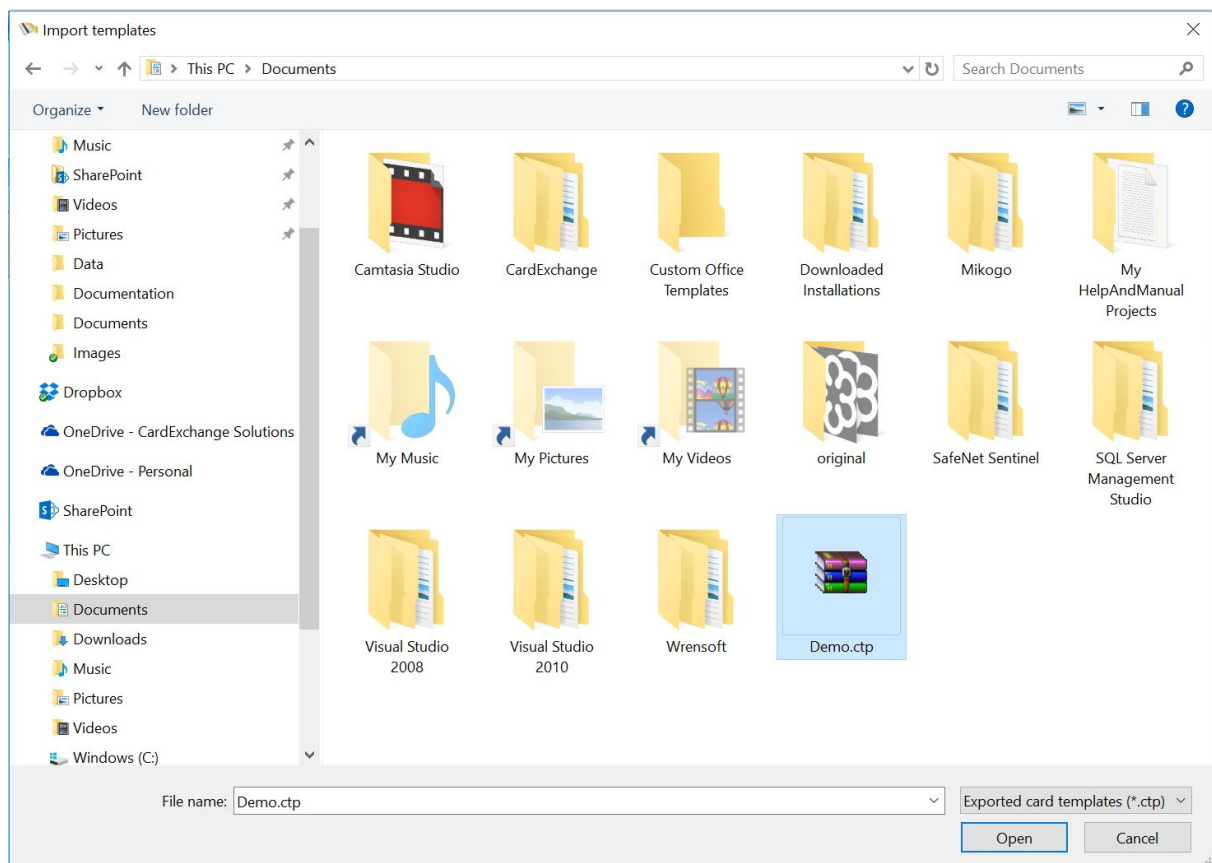 Import templates
This PC > Documents
Search Documents
Organize
New folder
Music
SharePoint
Videos
Pictures
Data
Documentation
Documents
Images
Dropbox
OneDrive - CardExchange Solutions
OneDrive - Personal
SharePoint
This PC
Desktop
Documents
Downloads
Music
Pictures
Videos
Windows (C:)
Camtasia Studio
CardExchange
Custom Office
Templates
Downloaded
Installations
Mikogo
My
HelpAndManual
Projects
My Music
My Pictures
My Videos
original
SafeNet Sentinel
SQL Server
Management
Studio
Visual Studio
2008
Visual Studio
2010
Wrensoft
Demo.ctp
File name: Demo.ctp
Exported card templates (*.ctp)
Open
Cancel